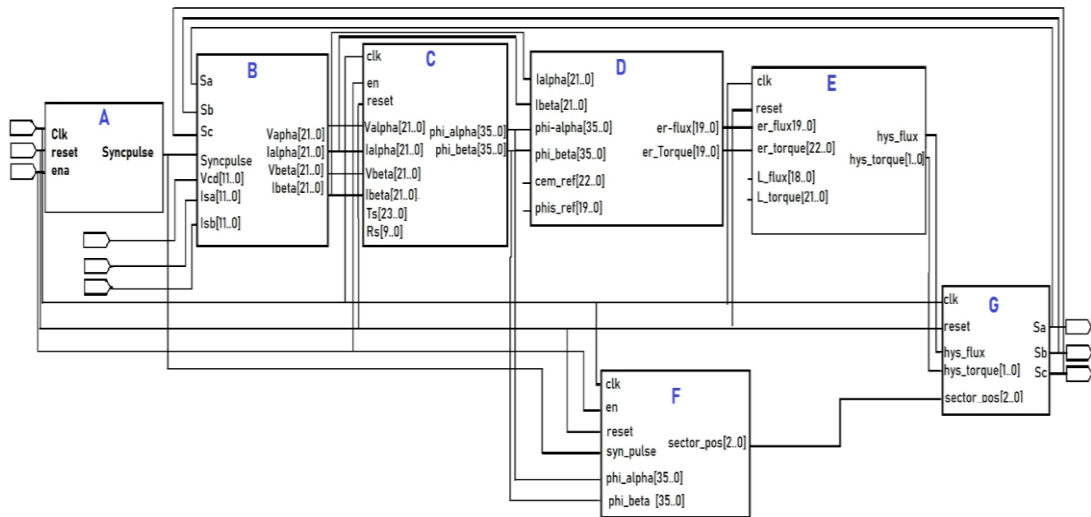 A
Clk
reset
Syncpulse
ena
B
Sa
Sb
Sc
Syncpulse
Vcd[11..0]
Isa[11..0]
Isb[11..0]
Vapha[21..0]
Ialpha[21..0]
Vbeta[21..0]
Ibeta[21..0]
C
clk
en
reset
Valpha[21..0]
Ialpha[21..0]
Vbeta[21..0]
Ibeta[21..0]
Ts[23..0]
Rs[9..0]
phi_alpha[35..0]
phi_beta[35..0]
D
Ialpha[21..0]
Ibeta[21..0]
phi-alpha[35..0]
phi_beta[35..0]
cem_ref[22..0]
phis_ref[19..0]
er-flux[19..0]
er_Torque[19..0]
E
clk
reset
er_flux19..0]
er_torque[22..0]
L_flux[18..0]
L_torque[21..0]
hys_flux
hys_torque[1..0]
F
clk
en
reset
syn_pulse
phi_alpha[35..0]
phi_beta [35..0]
sector_pos[2..0]
G
clk
reset
hys_flux
hys_torque[1..0]
sector_pos[2..0]
Sa
Sb
Sc